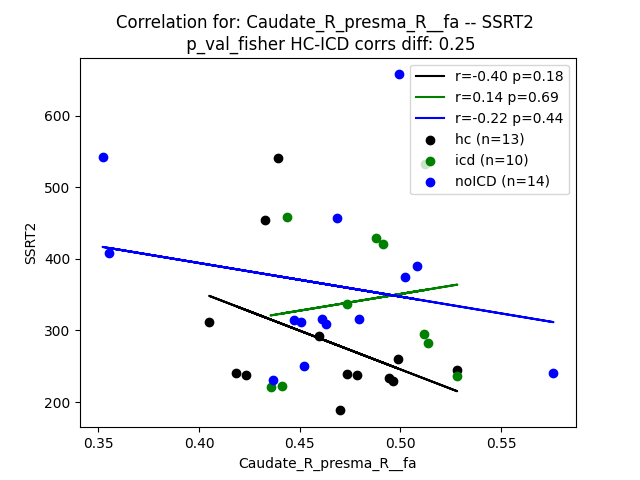 Correlation for: Caudate_R_presma_R__fa -- SSRT2
p_val_fisher HC-ICD corrs diff: 0.25
r=-0.40 p=0.18
r=0.14 p=0.69
r=-0.22 p=0.44
hc (n=13)
icd (n=10)
noICD (n=14)
600
500
400
300
200
SSRT2
0.35 0.40 0.45 0.50 0.55
Caudate_R_presma_R__fa